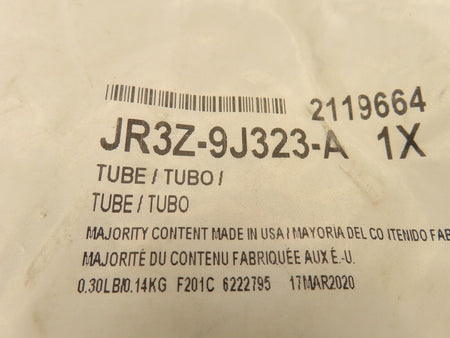 2119664
JR3Z-9J323-A 1X
TUBE / TUBO /
TUBE / TUBO
MAJORITY CONTENT MADE IN USA / MAYORIA DEL CO ITENIDO FAB
MAJORITÉ DU CONTENU FABRIQUÉE AUX É.-U.
0.30LB/0.14KG F201C 6222795 17MAR2020